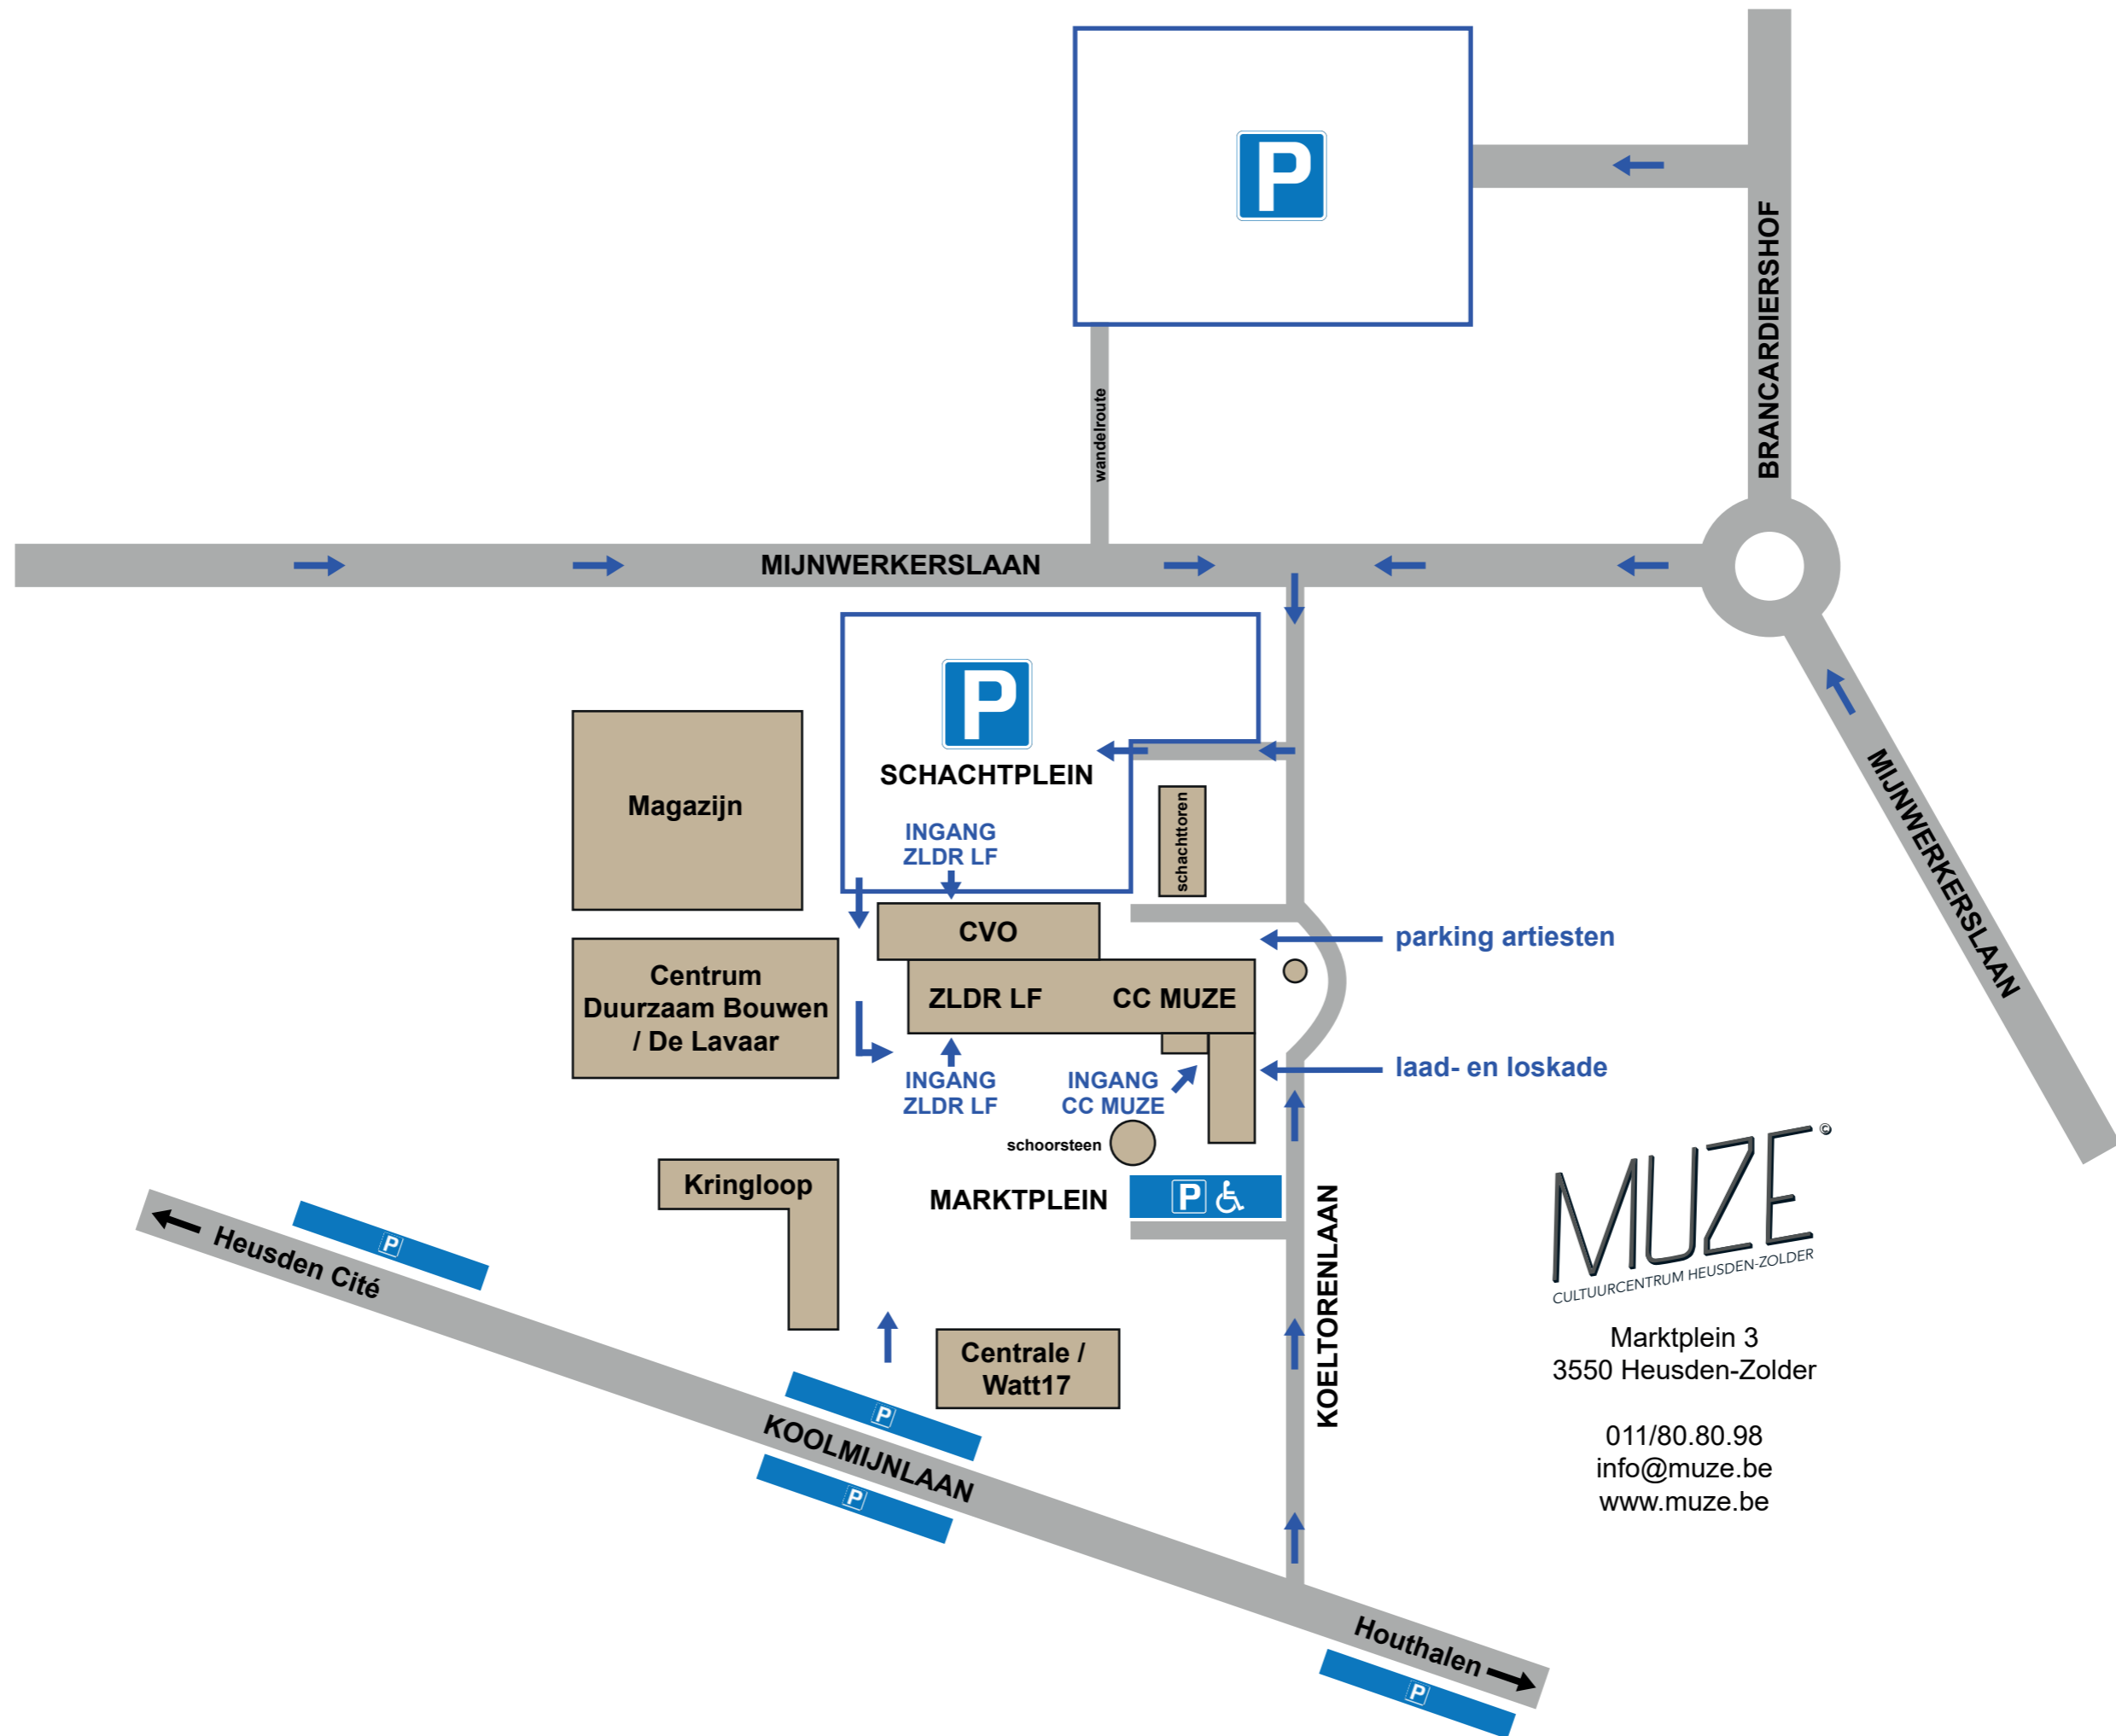 P
BRANCARDIERSHOF
wandelroute
MIJNWERKERSLAAN
P
SCHACHTPLEIN
Magazijn
INGANG
ZLDR LF
schachttoren
MIJNWERKERSLAAN
CVO
parking artiesten
Centrum
Duurzaam Bouwen
/ De Lavaar
ZLDR LF
CC MUZE
laad- en loskade
INGANG
ZLDR LF
INGANG
CC MUZE
schoorsteen
MUZE ©
CULTUURCENTRUM HEUSDEN-ZOLDER
Kringloop
MARKTPLEIN
P
KOELTORENLAAN
Heusden Cité
P
Marktplein 3
3550 Heusden-Zolder
Centrale /
Watt17
P
KOOLMIJNLAAN
P
011/80.80.98
info@muze.be
www.muze.be
Houthalen
P